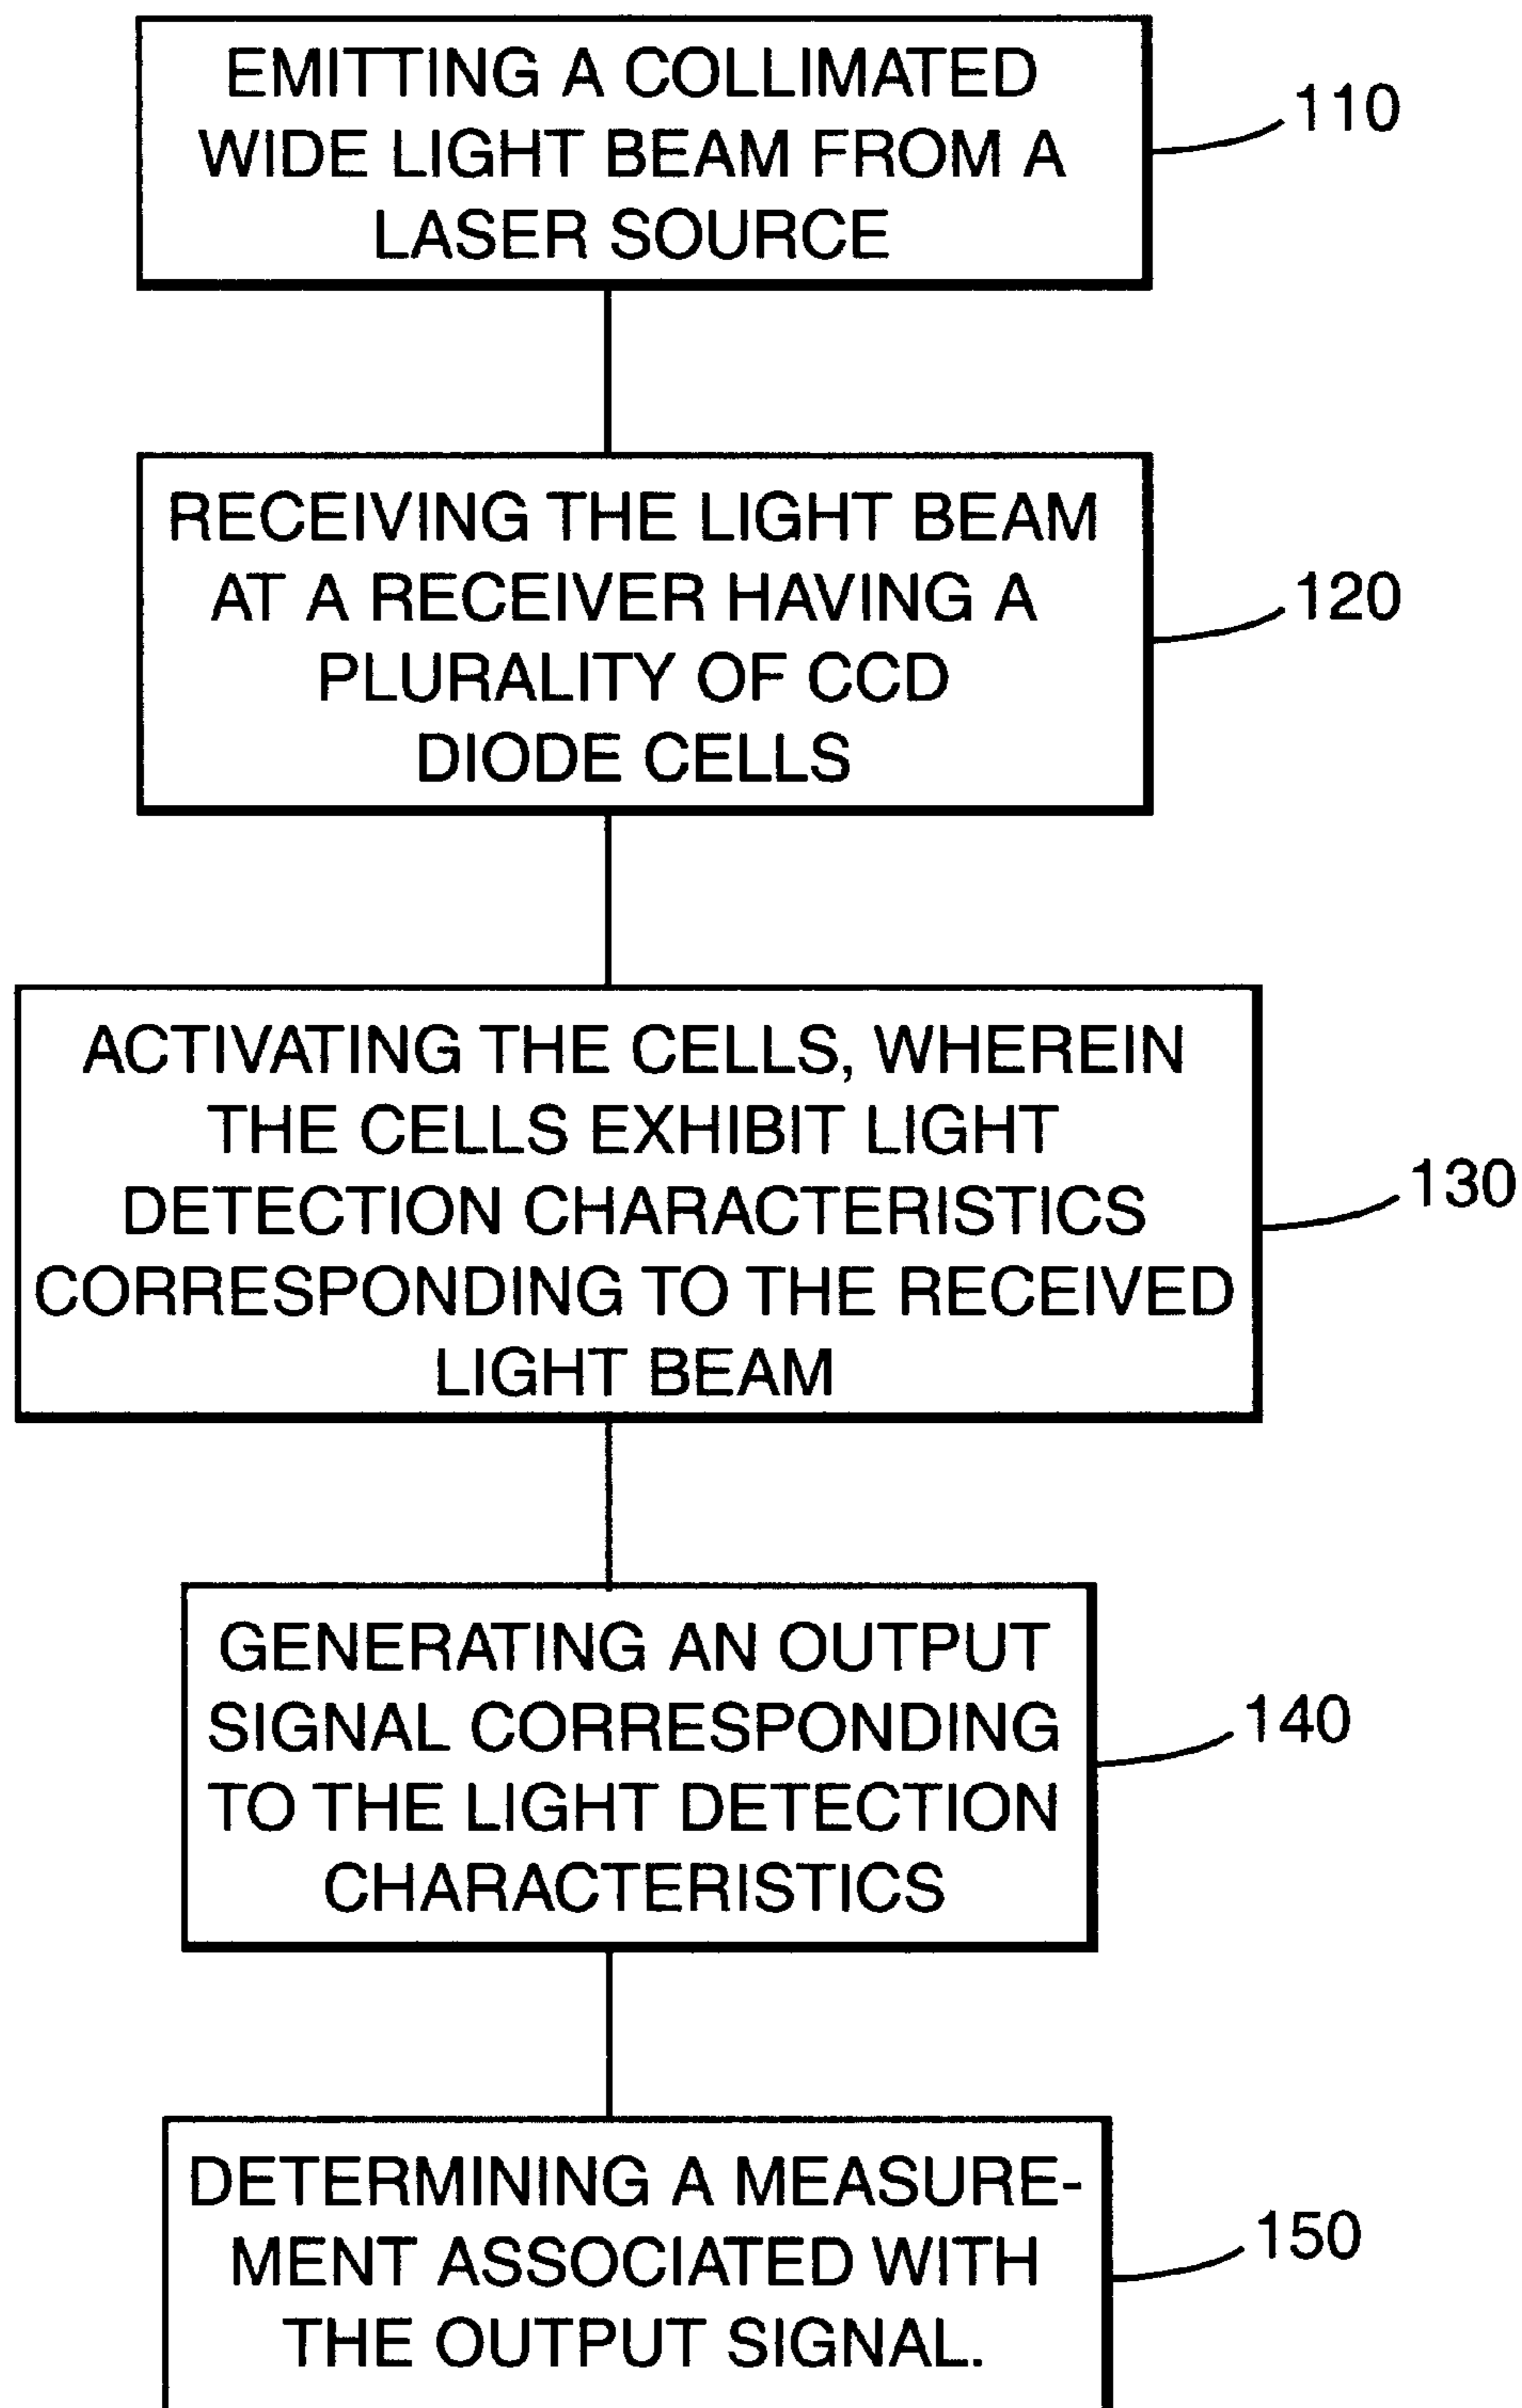 EMITTING A COLLIMATED
WIDE LIGHT BEAM FROM A
LASER SOURCE
110
RECEIVING THE LIGHT BEAM
AT A RECEIVER HAVING A
PLURALITY OF CCD
DIODE CELLS
120
ACTIVATING THE CELLS, WHEREIN
THE CELLS EXHIBIT LIGHT
DETECTION CHARACTERISTICS
CORRESPONDING TO THE RECEIVED
LIGHT BEAM
130
GENERATING AN OUTPUT
SIGNAL CORRESPONDING
TO THE LIGHT DETECTION
CHARACTERISTICS
140
DETERMINING A MEASURE-
MENT ASSOCIATED WITH
THE OUTPUT SIGNAL.
150